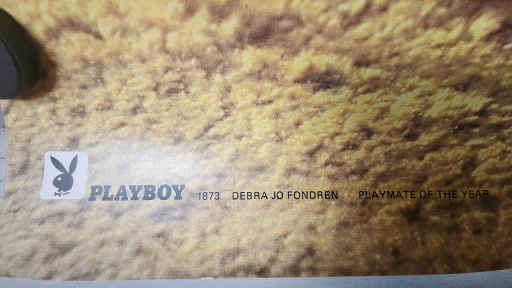 PLAYBOY 1873 DEBRA JO FONDREN PLAYMATE OF THE YEAR